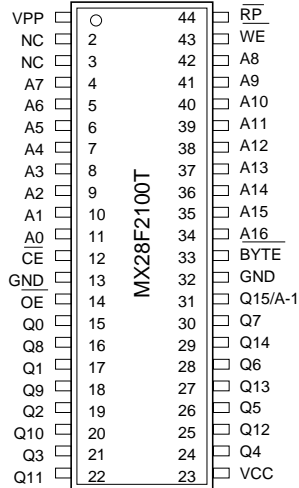 VPP 44 RP
NC 2 43 WE
NC 3 42 A8
A7 4 41 A9
A6 5 40 A10
A5 6 39 A11
A4 7 38 A12
A3 8 37 A13
A2 9 36 A14
A1 10 35 A15
A0 11 34 A16
CE 12 33 BYTE
GND 13 32 GND
OE 14 31 Q15/A-1
Q0 15 30 Q7
Q8 16 29 Q14
Q1 17 28 Q6
Q9 18 27 Q13
Q2 19 26 Q5
Q10 20 25 Q12
Q3 21 24 Q4
Q11 22 23 VCC
MX28F2100T